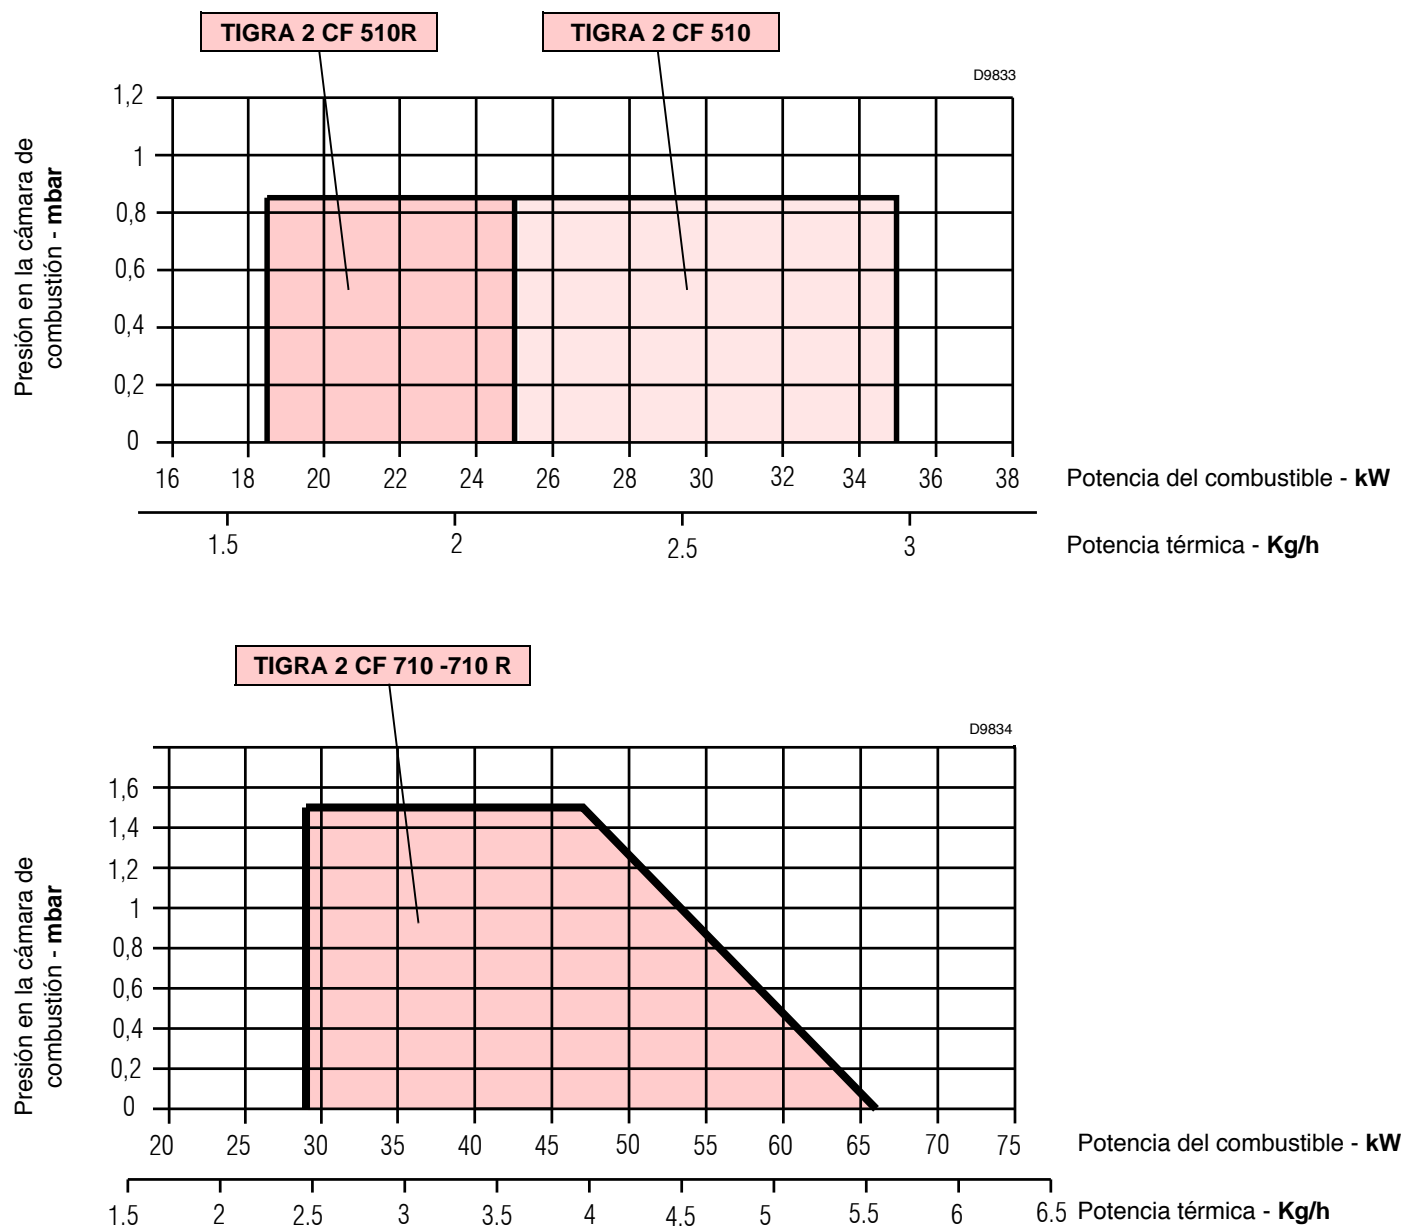 TIGRA 2 CF 510R
TIGRA 2 CF 510
D9833
Presión en la cámara de
combustión - mbar
1,2
1
0,8
0,6
0,4
0,2
0
16 18 20 22 24 26 28 30 32 34 36 38
Potencia del combustible - kW
1.5 2 2.5 3
Potencia térmica - Kg/h
TIGRA 2 CF 710 -710 R
D9834
Presión en la cámara de
combustión - mbar
1,6
1,4
1,2
1
0,8
0,6
0,4
0,2
0
20 25 30 35 40 45 50 55 60 65 70 75
Potencia del combustible - kW
1.5 2 2.5 3 3.5 4 4.5 5 5.5 6 6.5
Potencia térmica - Kg/h